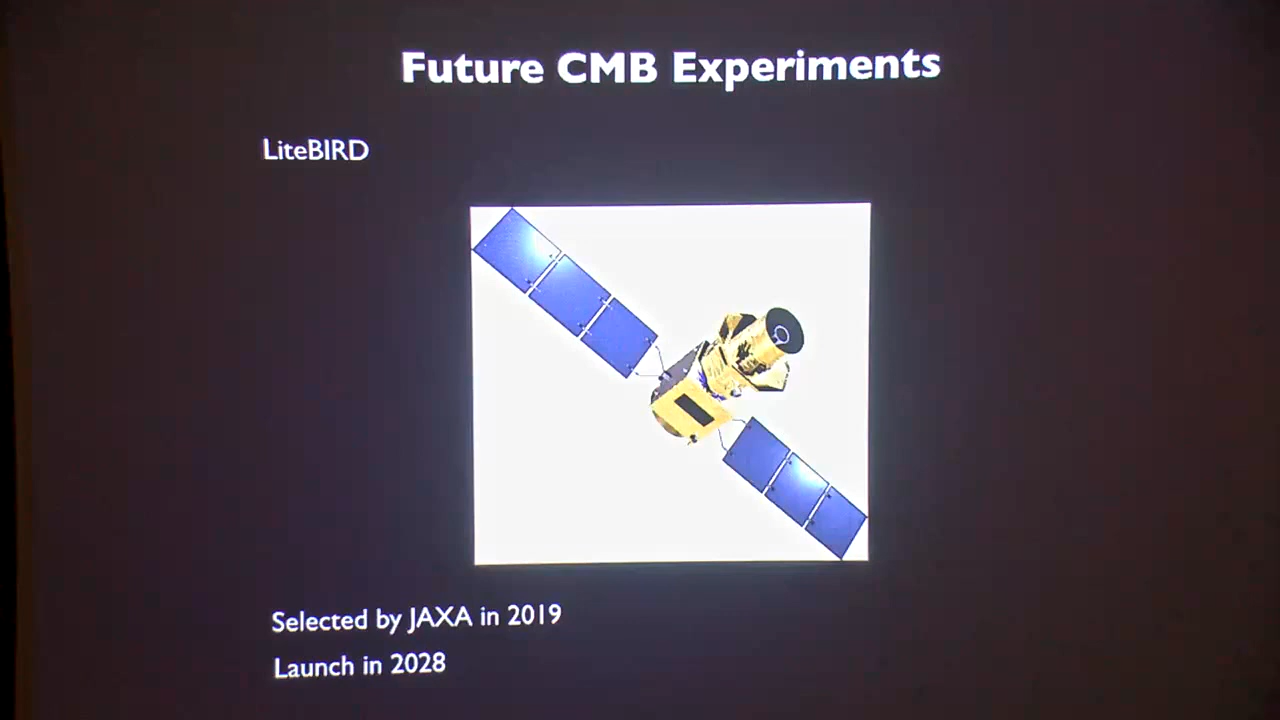 Future CMB Experiments
LiteBIRD
Selected by JAXA in 2019
Launch in 2028